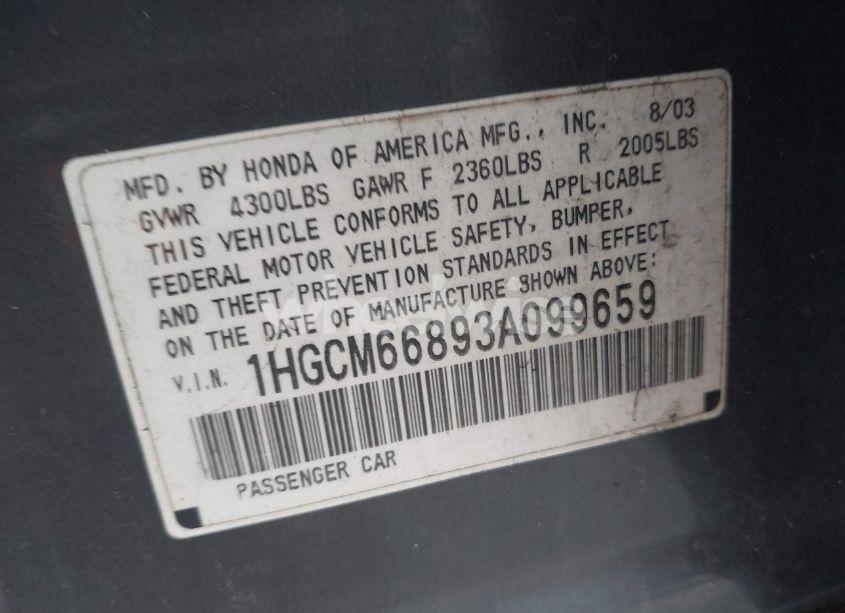 MFD. BY HONDA OF AMERICA MFG., INC. 8/03
GVWR 4300LBS GAWR F 2360LBS R 2005LBS
THIS VEHICLE CONFORMS TO ALL APPLICABLE
FEDERAL MOTOR VEHICLE SAFETY, BUMPER,
AND THEFT PREVENTION STANDARDS IN EFFECT
ON THE DATE OF MANUFACTURE SHOWN ABOVE:
V.I.N. 1HGCM66893A099659
PASSENGER CAR